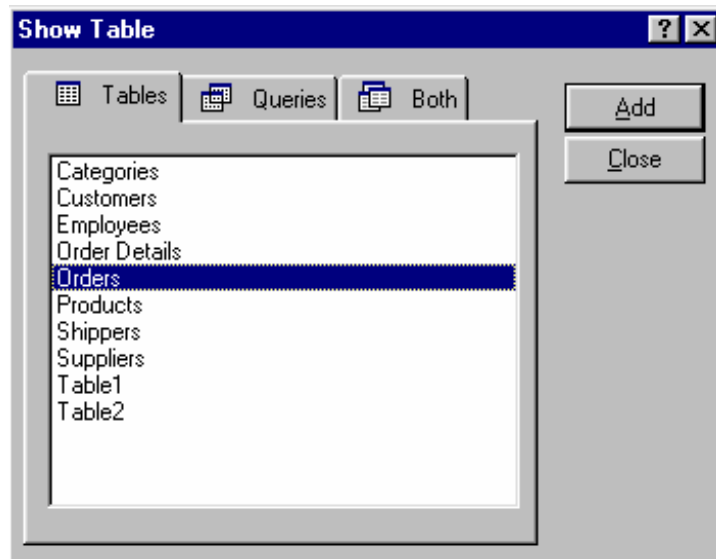 Show Table
Tables Queries Both
Add
Close
Categories
Customers
Employees
Order Details
Orders
Products
Shippers
Suppliers
Table1
Table2